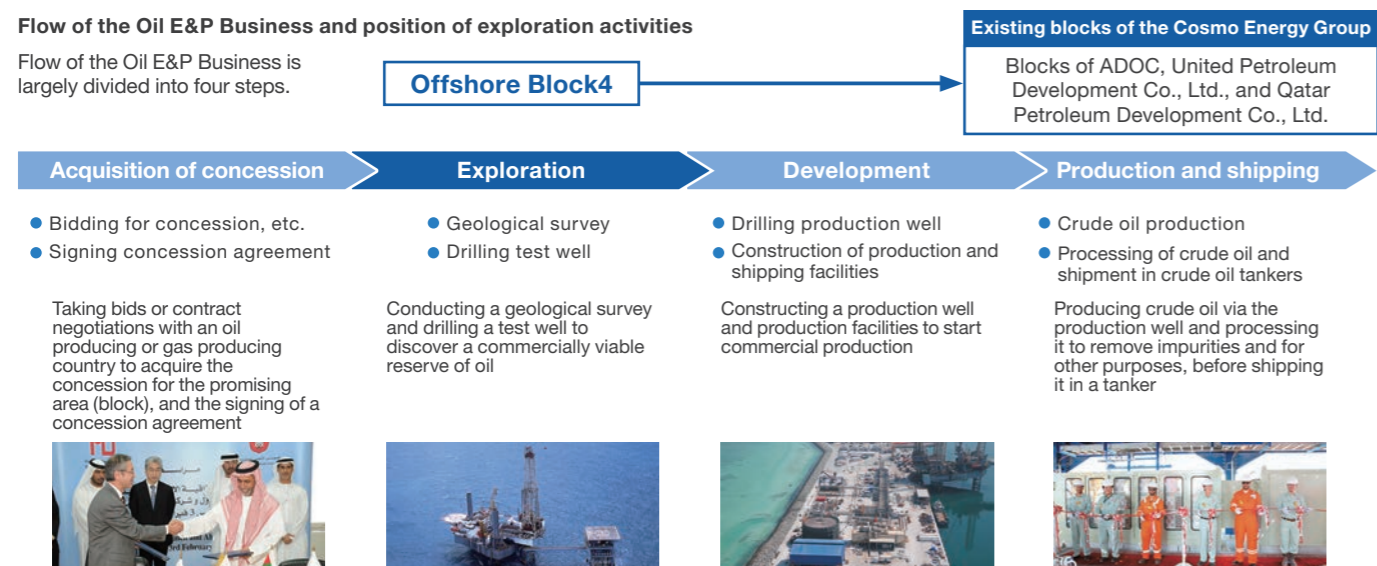 Flow of the Oil E&P Business and position of exploration activities
Flow of the Oil E&P Business is
largely divided into four steps.
Offshore Block4
Existing blocks of the Cosmo Energy Group
Blocks of ADOC, United Petroleum
Development Co., Ltd., and Qatar
Petroleum Development Co., Ltd.
Acquisition of concession
Exploration
Development
Production and shipping
Bidding for concession, etc.
Signing concession agreement
Geological survey
Drilling test well
Drilling production well
Construction of production and
shipping facilities
Crude oil production
Processing of crude oil and
shipment in crude oil tankers
Taking bids or contract
negotiations with an oil
producing or gas producing
country to acquire the
concession for the promising
area (block), and the signing of a
concession agreement
Conducting a geological survey
and drilling a test well to
discover a commercially viable
reserve of oil
Constructing a production well
and production facilities to start
commercial production
Producing crude oil via the
production well and processing
it to remove impurities and for
other purposes, before shipping
it in a tanker
February